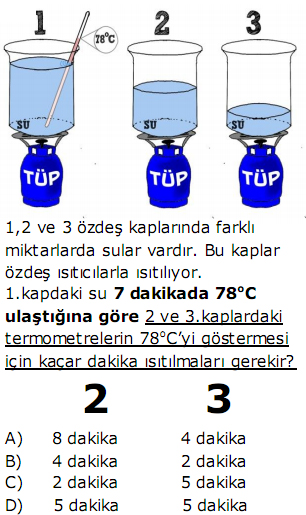 1 2 3
78°C
SU SU SU
TÜP TÜP TÜP
1,2 ve 3 özdeş kaplarında farklı
miktarlarda sular vardır. Bu kaplar
özdeş ısıtıcılarla ısıtılıyor.
1.kapdaki su 7 dakikada 78°C
ulaştığına göre 2 ve 3.kaplardaki
termometrelerin 78°C’yi göstermesi
için kaçar dakika ısıtılmaları gerekir?
2 3
A) 8 dakika 4 dakika
B) 4 dakika 2 dakika
C) 2 dakika 5 dakika
D) 5 dakika 5 dakika